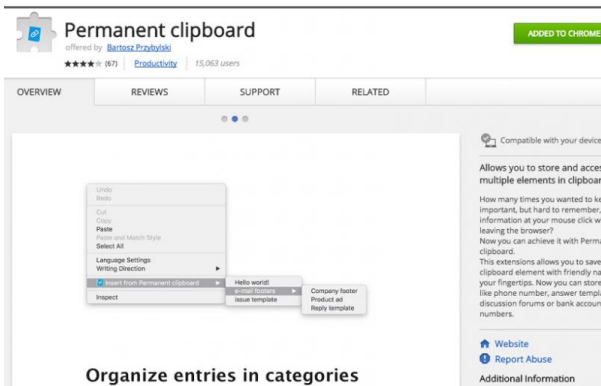 Permanent clipboard
offered by Bartosz Przybylski
(67) Productivity 15,063 users
ADDED TO CHROME
OVERVIEW REVIEWS SUPPORT RELATED
Undo
Redo
Cut
Copy
Paste
Paste and Match Style
Select All
Language Settings
Writing Direction
Insert from Permanent clipboard
Inspect
Hello world!
e-mail footers
issue template
Company footer
Product ad
Reply template
Organize entries in categories
Compatible with your device
Allows you to store and acces
multiple elements in clipboar
How many times you wanted to ke
important, but hard to remember,
information at your mouse click w
leaving the browser?
Now you can achieve it with Perma
clipboard.
This extensions allows you to save
clipboard element with friendly na
your fingertips. Now you can store
like phone number, answer templa
discussion forums or bank accoun
numbers.
Website
Report Abuse
Additional Information